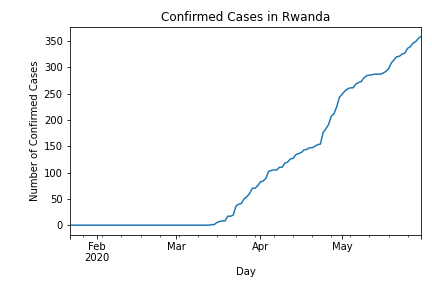 Confirmed Cases in Rwanda
350
300
250
200
150
100
50
0
Number of Confirmed Cases
Feb
2020
Mar
Apr
May
Day